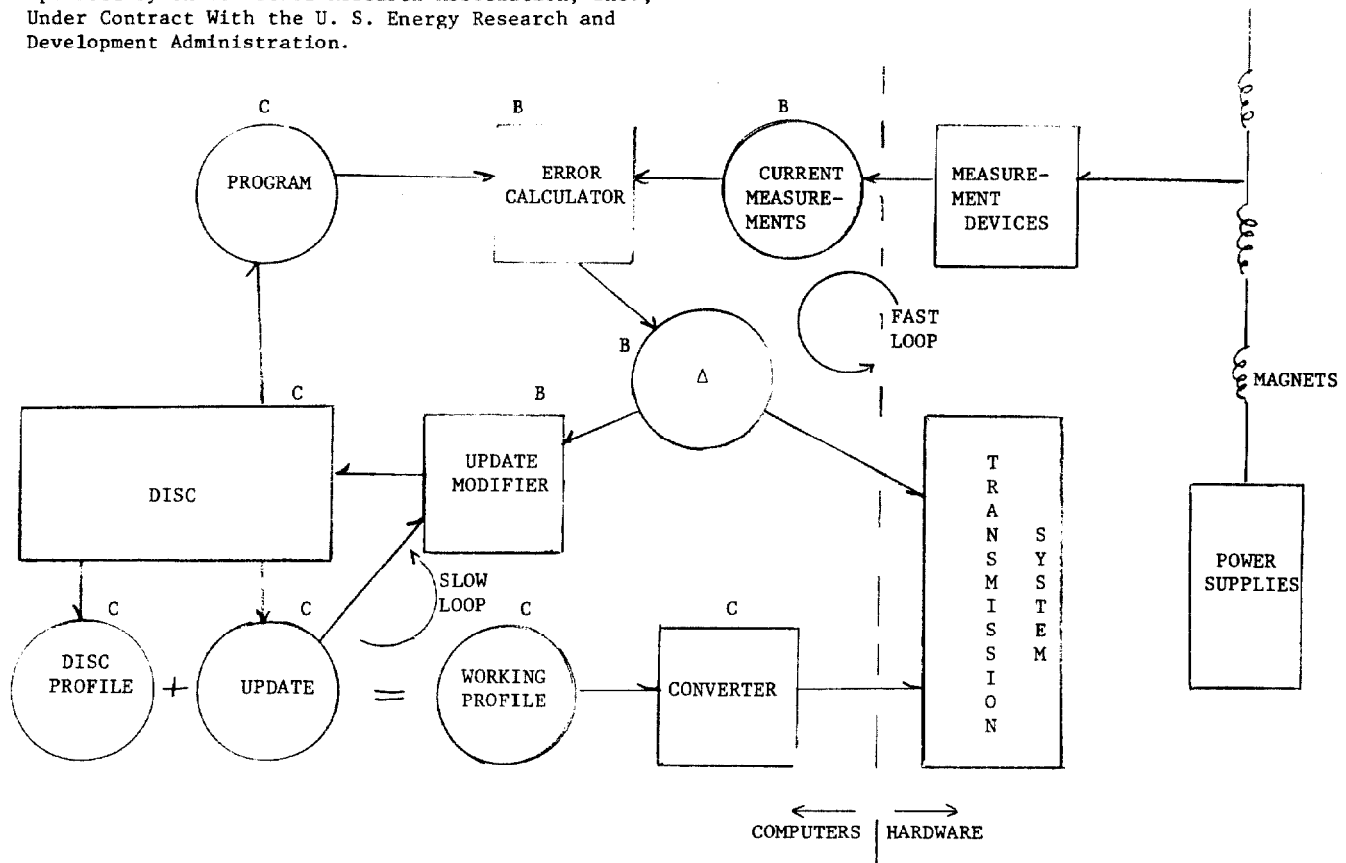 Under Contract With the U. S. Energy Research and
Development Administration.
C
PROGRAM
B
ERROR
CALCULATOR
B
CURRENT
MEASURE-
MENTS
MEASURE-
MENT
DEVICES
FAST
LOOP
B
Δ
MAGNETS
C
DISC
B
UPDATE
MODIFIER
TRANSMISSION
SYSTEM
POWER
SUPPLIES
SLOW
LOOP
C
DISC
PROFILE
+
C
UPDATE
=
C
WORKING
PROFILE
C
CONVERTER
COMPUTERS
HARDWARE